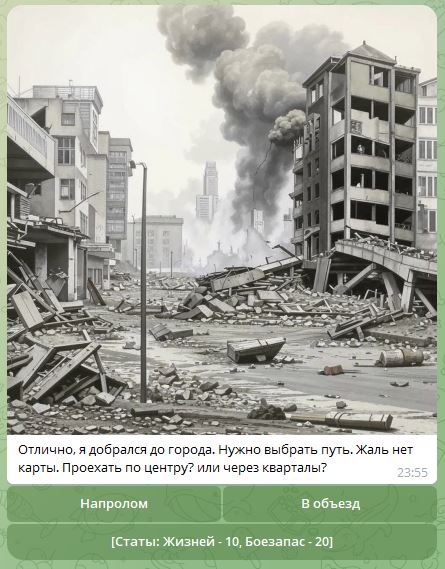 Отлично, я добрался до города. Нужно выбрать путь. Жаль нет
карты. Проехать по центру? или через кварталы?
23:55
Напролом
В объезд
[Статы: Жизней - 10, Боезапас - 20]